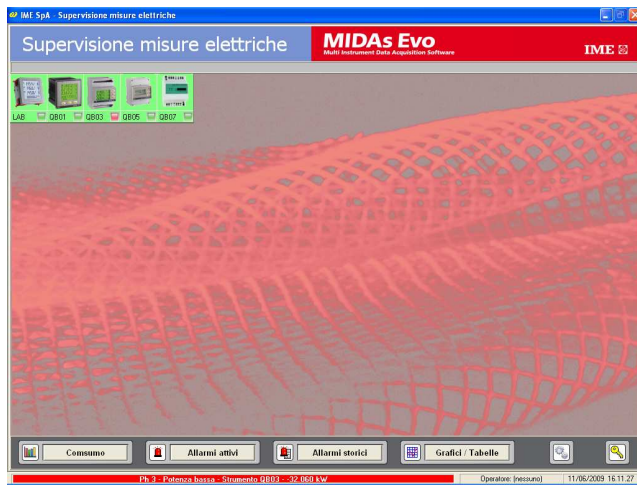 IME SpA - Supervisione misure elettriche
Supervisione misure elettriche
MIDAs Evo
Multi Instrument Data Acquisition Software
IME
LAB QB01 QB03 QB05 QB07
Comsumo Allarmi attivi Allarmi storici Grafici / Tabelle
Ph 3 - Potenza bassa - Strumento QB03 - -32.060 kW Operatore: (nessuno) 11/06/2009 16.11.27